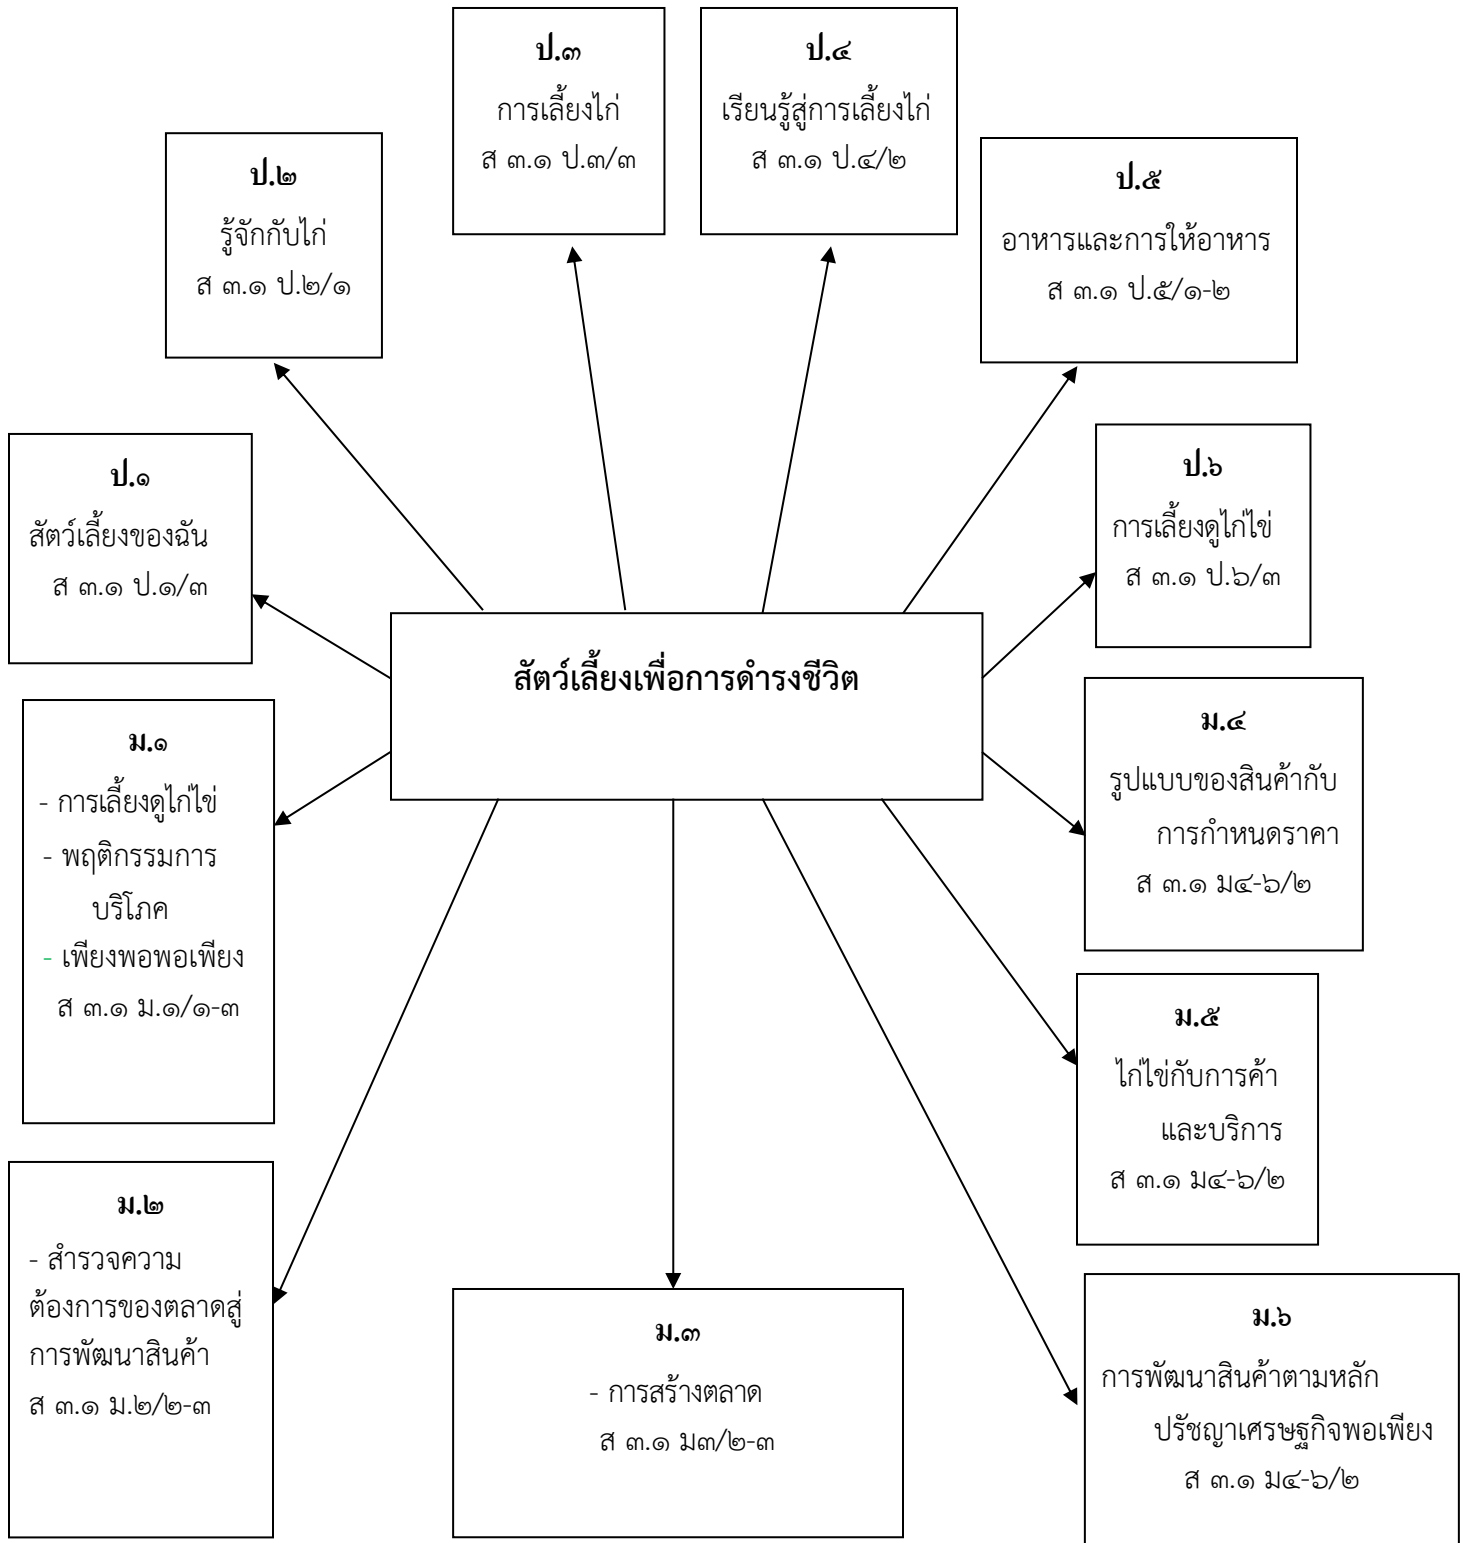 ป.๓
การเลี้ยงไก่
ส ๓.๑ ป.๓/๓
ป.๔
เรียนรู้สู่การเลี้ยงไก่
ส ๓.๑ ป.๔/๒
ป.๒
รู้จักกับไก่
ส ๓.๑ ป.๒/๑
ป.๕
อาหารและการให้อาหาร
ส ๓.๑ ป.๕/๑-๒
ป.๑
สัตว์เลี้ยงของฉัน
ส ๓.๑ ป.๑/๓
ป.๖
การเลี้ยงดูไก่ไข่
ส ๓.๑ ป.๖/๓
สัตว์เลี้ยงเพื่อการดำรงชีวิต
ม.๑
- การเลี้ยงดูไก่ไข่
- พฤติกรรมการ
บริโภค
- เพียงพอพอเพียง
ส ๓.๑ ม.๑/๑-๓
ม.๔
รูปแบบของสินค้ากับ
การกำหนดราคา
ส ๓.๑ ม๔-๖/๒
ม.๕
ไก่ไข่กับการค้า
และบริการ
ส ๓.๑ ม๔-๖/๒
ม.๒
- สำรวจความ
ต้องการของตลาดสู่
การพัฒนาสินค้า
ส ๓.๑ ม.๒/๒-๓
ม.๓
- การสร้างตลาด
ส ๓.๑ ม๓/๒-๓
ม.๖
การพัฒนาสินค้าตามหลัก
ปรัชญาเศรษฐกิจพอเพียง
ส ๓.๑ ม๔-๖/๒